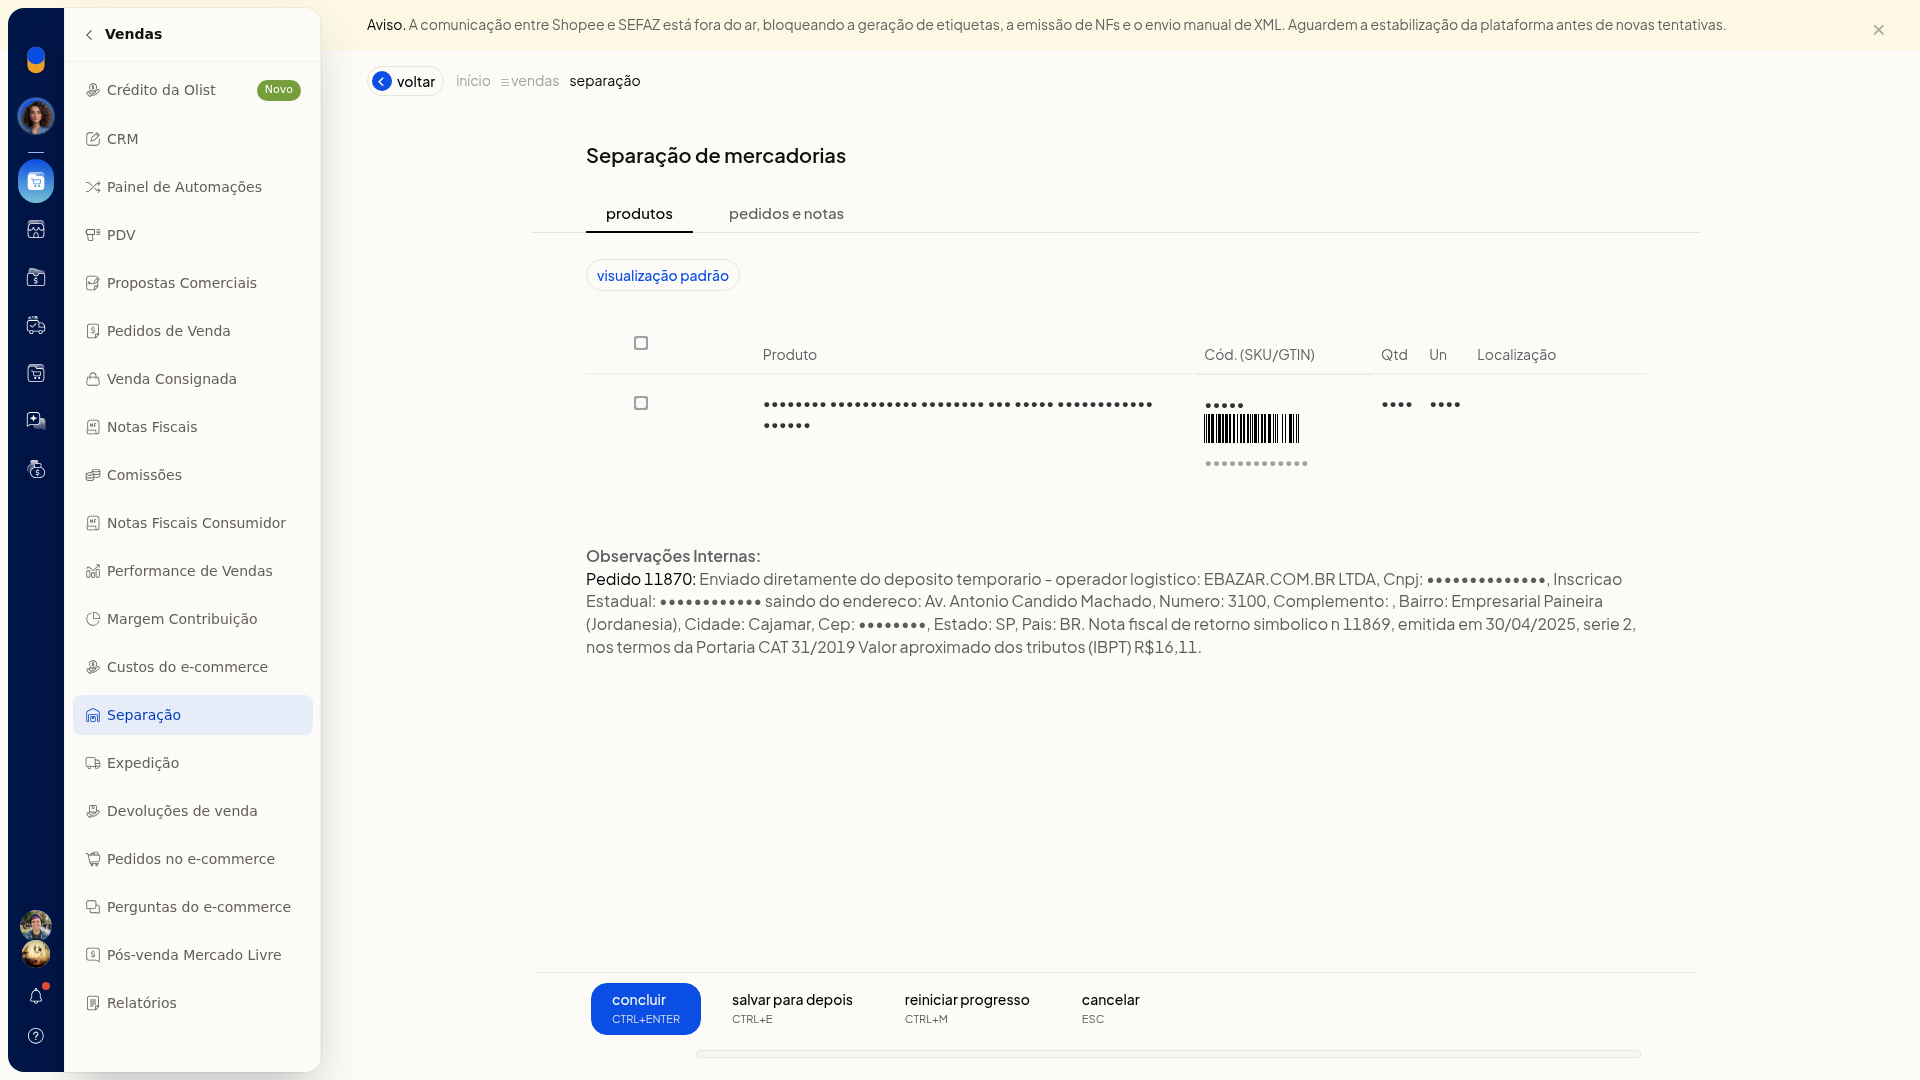 Aviso. A comunicação entre Shopee e SEFAZ está fora do ar, bloqueando a geração de etiquetas, a emissão de NFs e o envio manual de XML. Aguardem a estabilização da plataforma antes de novas tentativas.
Vendas
Crédito da Olist Novo
CRM
Painel de Automações
PDV
Propostas Comerciais
Pedidos de Venda
Venda Consignada
Notas Fiscais
Comissões
Notas Fiscais Consumidor
Performance de Vendas
Margem Contribuição
Custos do e-commerce
Separação
Expedição
Devoluções de venda
Pedidos no e-commerce
Perguntas do e-commerce
Pós-venda Mercado Livre
Relatórios
voltar início vendas separação
Separação de mercadorias
produtos pedidos e notas
visualização padrão
Produto Cód. (SKU/GTIN) Qtd Un Localização
•••••••• ••••••••••• •••••••• ••• ••••• •••••••••••• ••••• •••• ••••
••••••
•••••••••••••
Observações Internas:
Pedido 11870: Enviado diretamente do deposito temporario - operador logistico: EBAZAR.COM.BR LTDA, Cnpj: ••••••••••••••, Inscricao
Estadual: •••••••••••• saindo do endereco: Av. Antonio Candido Machado, Numero: 3100, Complemento: , Bairro: Empresarial Paineira
(Jordanesia), Cidade: Cajamar, Cep: ••••••••, Estado: SP, Pais: BR. Nota fiscal de retorno simbolico n 11869, emitida em 30/04/2025, serie 2,
nos termos da Portaria CAT 31/2019 Valor aproximado dos tributos (IBPT) R$16,11.
concluir salvar para depois reiniciar progresso cancelar
CTRL+ENTER CTRL+E CTRL+M ESC